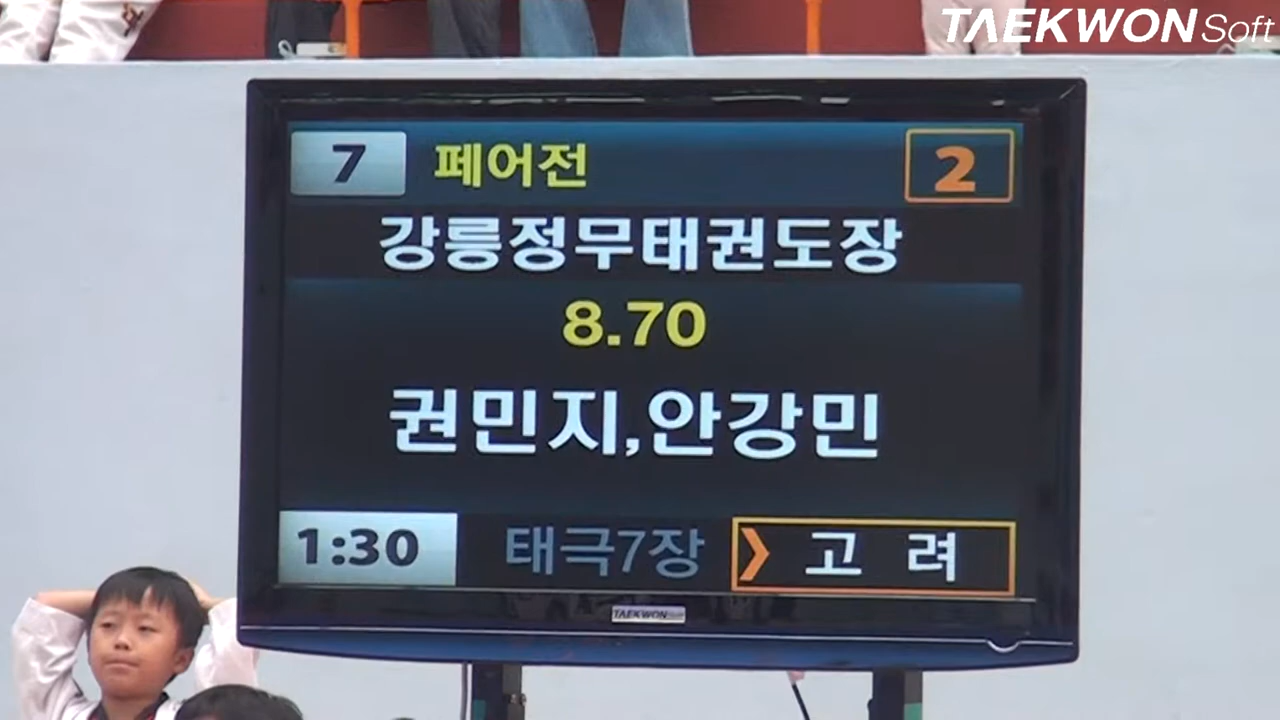 TAEKWON Soft
7 페어전 2
강릉정무태권도장
8.70
권민지,안강민
1:30 태극7장 고 려
TAEKWONSoft